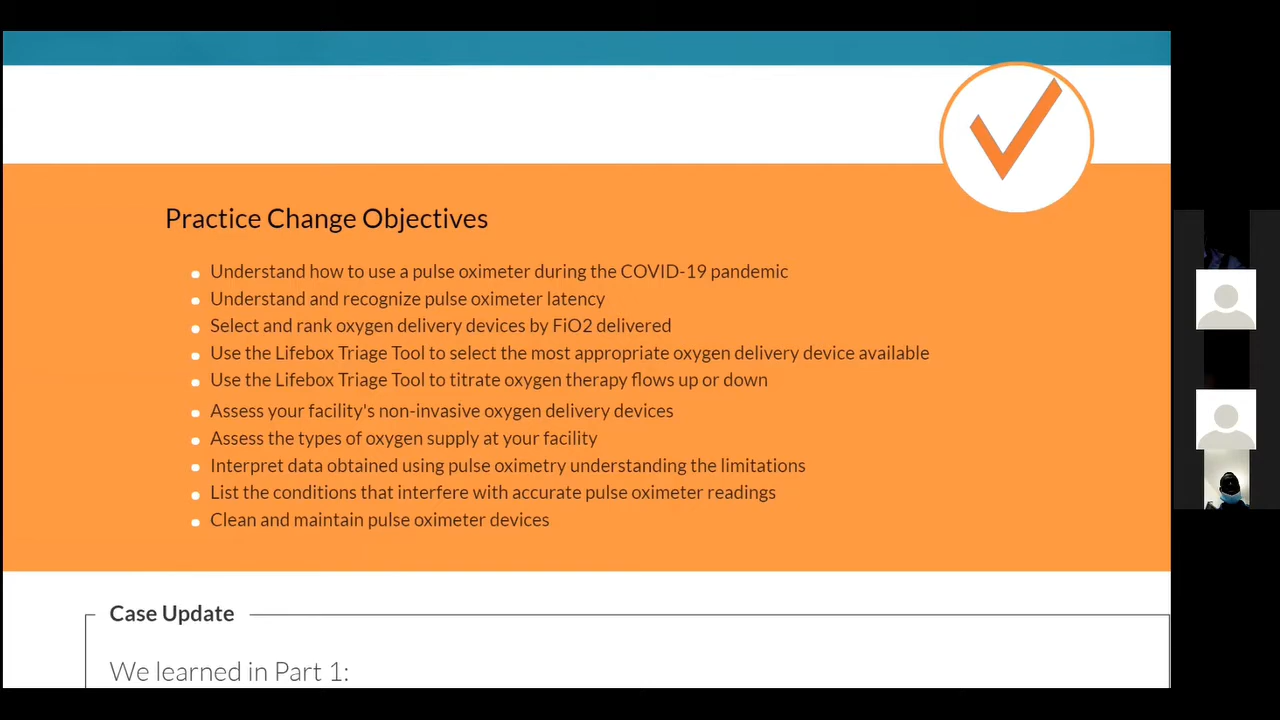 Practice Change Objectives
Understand how to use a pulse oximeter during the COVID-19 pandemic
Understand and recognize pulse oximeter latency
Select and rank oxygen delivery devices by FiO2 delivered
Use the Lifebox Triage Tool to select the most appropriate oxygen delivery device available
Use the Lifebox Triage Tool to titrate oxygen therapy flows up or down
Assess your facility's non-invasive oxygen delivery devices
Assess the types of oxygen supply at your facility
Interpret data obtained using pulse oximetry understanding the limitations
List the conditions that interfere with accurate pulse oximeter readings
Clean and maintain pulse oximeter devices
Case Update
We learned in Part 1: